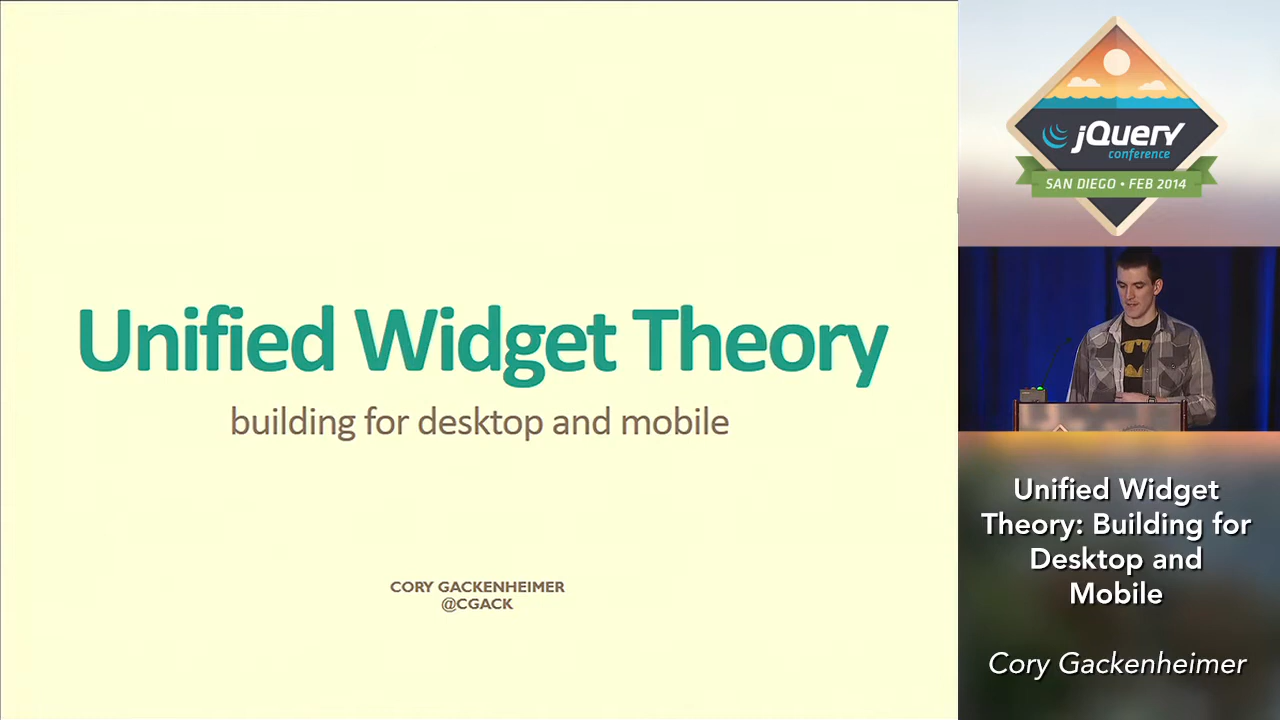 Unified Widget Theory
building for desktop and mobile
CORY GACKENHEIMER
@CGACK
jQuery
conference
SAN DIEGO • FEB 2014
Unified Widget
Theory: Building for
Desktop and
Mobile
Cory Gackenheimer